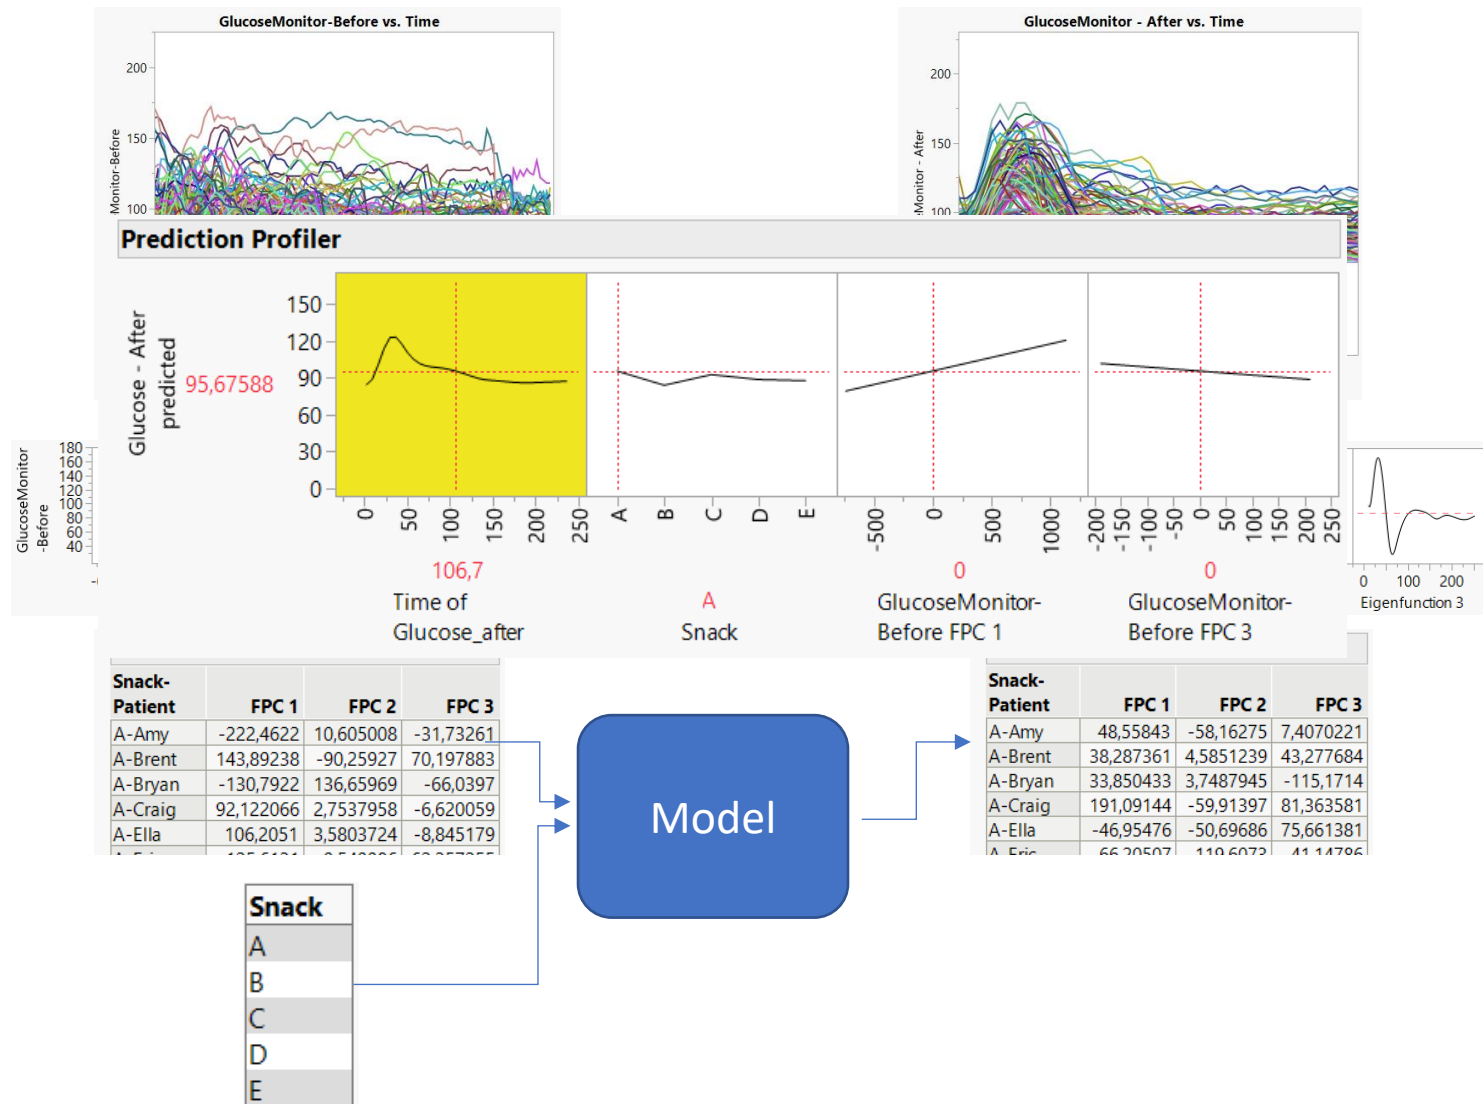 GlucoseMonitor-Before vs. Time
200
150
100
Monitor-Before
GlucoseMonitor - After vs. Time
200
150
100
Monitor - After
Prediction Profiler
Glucose - After
predicted
95,67588
150
120
90
60
30
0
0 50 100 150 200 250
A B C D E
-500 0 500 1000
-200 -150 -100 -50 0 50 100 150 200 250
106,7
Time of
Glucose_after
A
Snack
0
GlucoseMonitor-
Before FPC 1
0
GlucoseMonitor-
Before FPC 3
GlucoseMonitor
-Before
180
160
140
120
100
80
60
40
0 100 200
Eigenfunction 3
Snack-
Patient FPC 1 FPC 2 FPC 3
A-Amy -222,4622 10,605008 -31,73261
A-Brent 143,89238 -90,25927 70,197883
A-Bryan -130,7922 136,65969 -66,0397
A-Craig 92,122066 2,7537958 -6,620059
A-Ella 106,2051 3,5803724 -8,845179
Model
Snack-
Patient FPC 1 FPC 2 FPC 3
A-Amy 48,55843 -58,16275 7,4070221
A-Brent 38,287361 4,5851239 43,277684
A-Bryan 33,850433 3,7487945 -115,1714
A-Craig 191,09144 -59,91397 81,363581
A-Ella -46,95476 -50,69686 75,661381
A-Eric 66,20507 -119,6073 41,14786
Snack
A
B
C
D
E